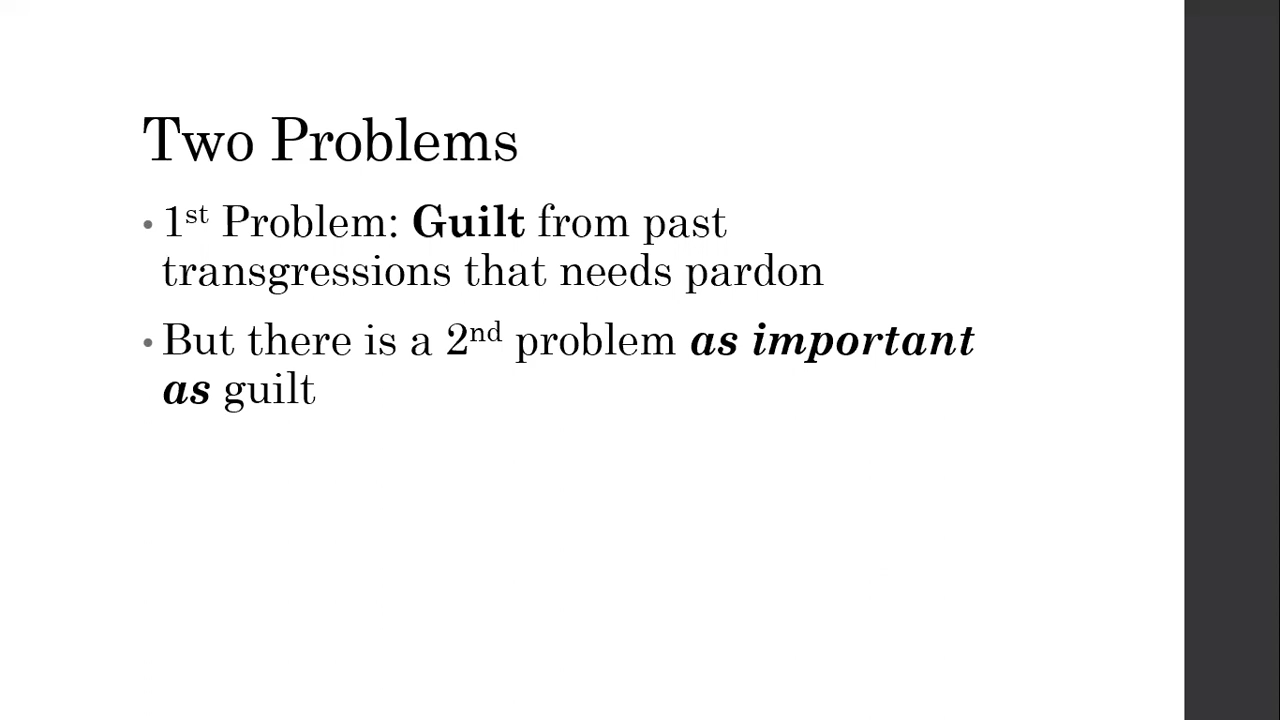 Two Problems
• 1st Problem: Guilt from past
transgressions that needs pardon
• But there is a 2nd problem as important
as guilt